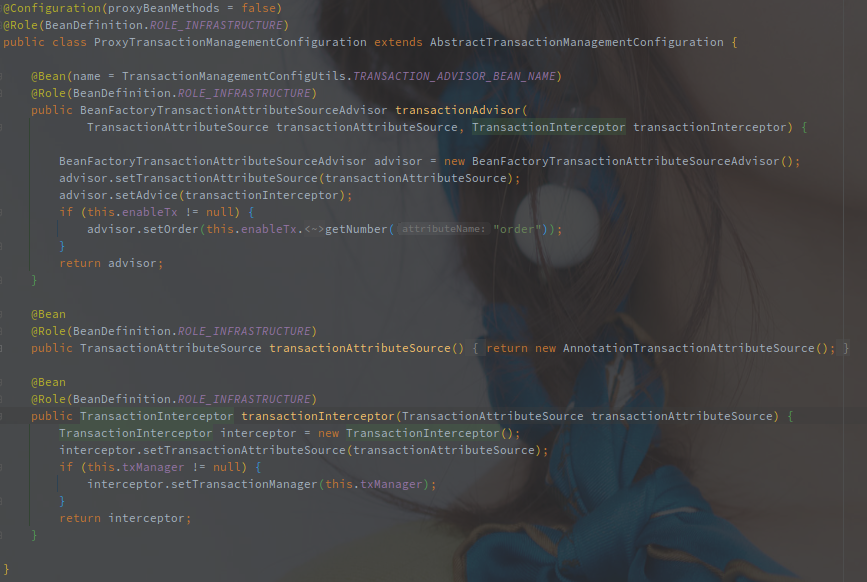 @Configuration(proxyBeanMethods = false)
@Role(BeanDefinition.ROLE_INFRASTRUCTURE)
public class ProxyTransactionManagementConfiguration extends AbstractTransactionManagementConfiguration {
@Bean(name = TransactionManagementConfigUtils.TRANSACTION_ADVISOR_BEAN_NAME)
@Role(BeanDefinition.ROLE_INFRASTRUCTURE)
public BeanFactoryTransactionAttributeSourceAdvisor transactionAdvisor(
TransactionAttributeSource transactionAttributeSource, TransactionInterceptor transactionInterceptor) {
BeanFactoryTransactionAttributeSourceAdvisor advisor = new BeanFactoryTransactionAttributeSourceAdvisor();
advisor.setTransactionAttributeSource(transactionAttributeSource);
advisor.setAdvice(transactionInterceptor);
if (this.enableTx != null) {
advisor.setOrder(this.enableTx.<~>getNumber( attributeName: "order"));
}
return advisor;
}
@Bean
@Role(BeanDefinition.ROLE_INFRASTRUCTURE)
public TransactionAttributeSource transactionAttributeSource() { return new AnnotationTransactionAttributeSource(); }
@Bean
@Role(BeanDefinition.ROLE_INFRASTRUCTURE)
public TransactionInterceptor transactionInterceptor(TransactionAttributeSource transactionAttributeSource) {
TransactionInterceptor interceptor = new TransactionInterceptor();
interceptor.setTransactionAttributeSource(transactionAttributeSource);
if (this.txManager != null) {
interceptor.setTransactionManager(this.txManager);
}
return interceptor;
}
}